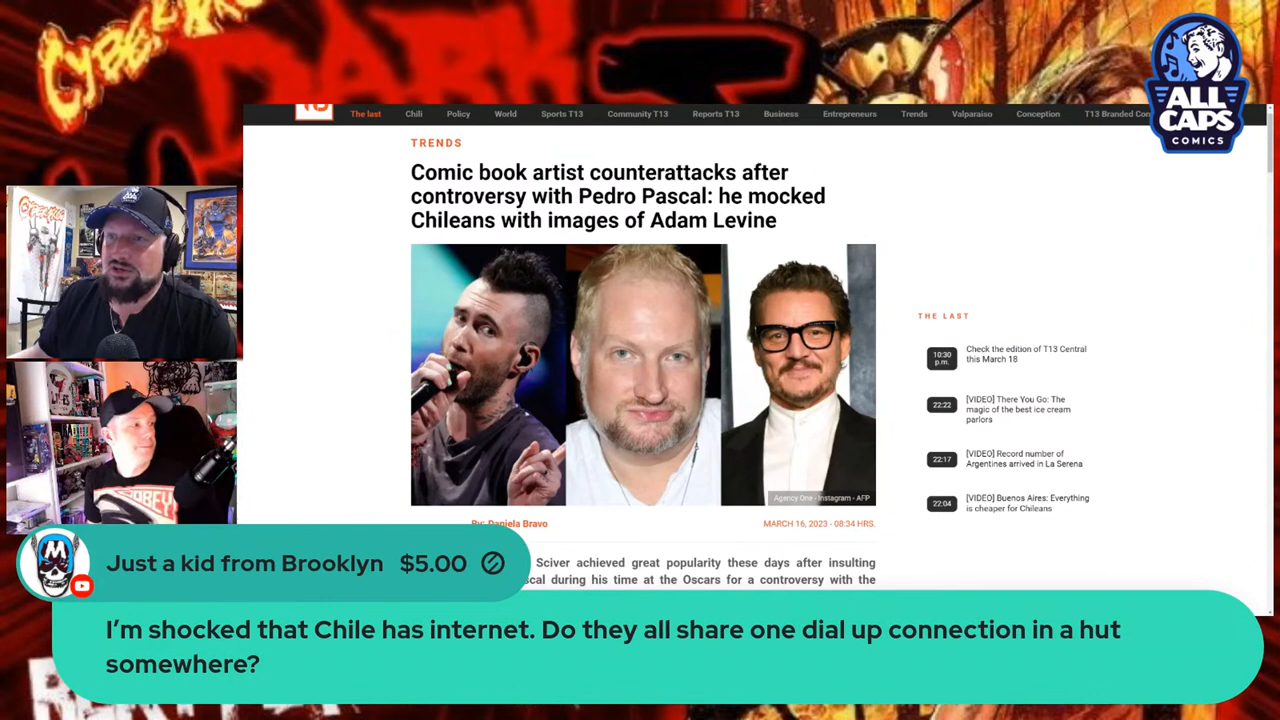 CYBER
DARK
ALL
CAPS
COMICS
The last Chili Policy World Sports T13 Community T13 Reports T13 Business Entrepreneurs Trends Valparaiso Conception T13 Branded Con
TRENDS
Comic book artist counterattacks after
controversy with Pedro Pascal: he mocked
Chileans with images of Adam Levine
Agency One - Instagram - AFP
By: Daniela Bravo
MARCH 16, 2023 - 08:34 HRS.
Sciver achieved great popularity these days after insulting
scal during his time at the Oscars for a controversy with the
THE LAST
10:30
p.m.
Check the edition of T13 Central
this March 18
22:22
[VIDEO] There You Go: The
magic of the best ice cream
parlors
22:17
[VIDEO] Record number of
Argentines arrived in La Serena
22:04
[VIDEO] Buenos Aires: Everything
is cheaper for Chileans
OBEY
M
Just a kid from Brooklyn $5.00
I'm shocked that Chile has internet. Do they all share one dial up connection in a hut
somewhere?